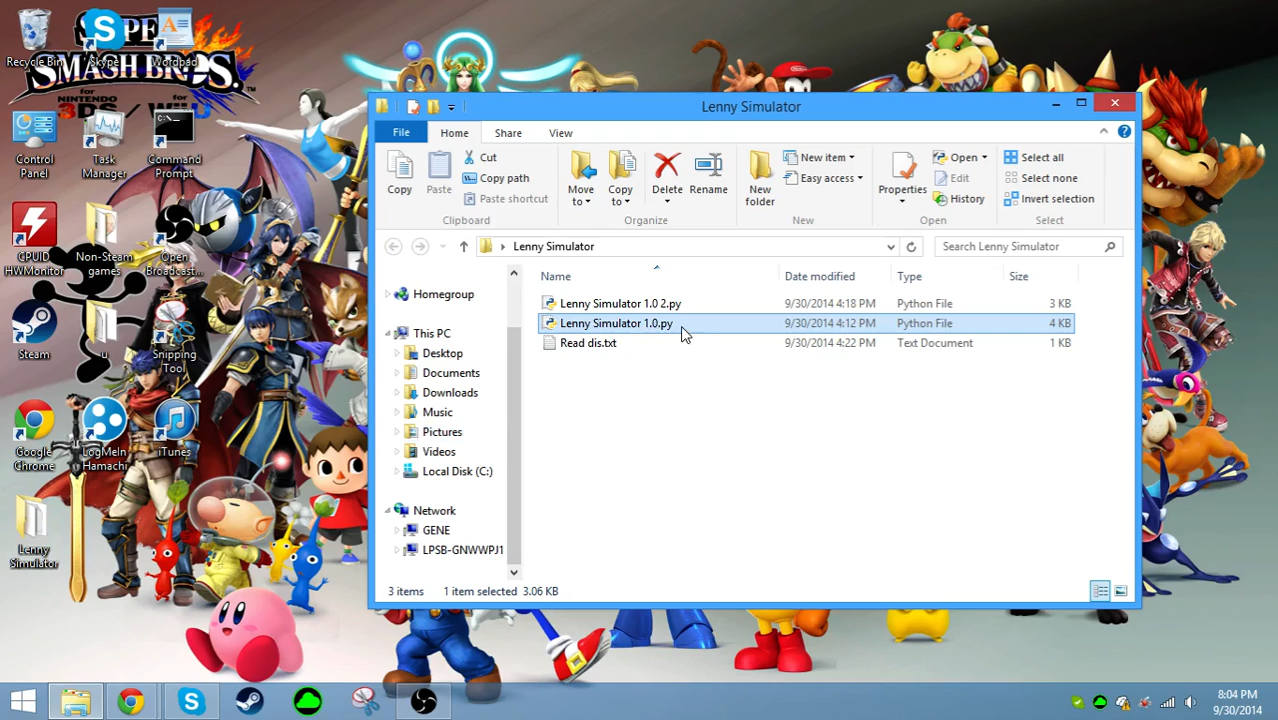 Recycle Bin
Skype
Wordpad
SUPER
SMASH BROS.
for NINTENDO 3DS / Wii U
Control Panel
Task Manager
Command Prompt
CPUID HWMonitor
Non-Steam games
Open Broadcast...
Steam
u
Snipping Tool
Google Chrome
LogMeIn Hamachi
iTunes
Lenny Simulator
Lenny Simulator
File Home Share View
Copy
Paste
Cut
Copy path
Paste shortcut
Clipboard
Move to
Copy to
Delete
Rename
Organize
New folder
New item
Easy access
New
Properties
Open
Edit
History
Open
Select all
Select none
Invert selection
Select
Lenny Simulator
Search Lenny Simulator
Name Date modified Type Size
Lenny Simulator 1.0 2.py 9/30/2014 4:18 PM Python File 3 KB
Lenny Simulator 1.0.py 9/30/2014 4:12 PM Python File 4 KB
Read dis.txt 9/30/2014 4:22 PM Text Document 1 KB
Homegroup
This PC
Desktop
Documents
Downloads
Music
Pictures
Videos
Local Disk (C:)
Network
GENE
LPSB-GNWWPJ1
3 items 1 item selected 3.06 KB
8:04 PM
9/30/2014